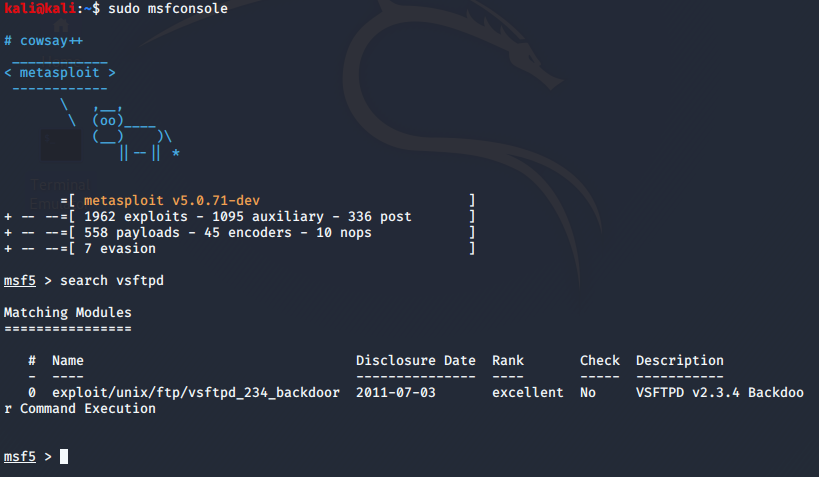 kali@kali:~$ sudo msfconsole
# cowsay++
 ____________
< metasploit >
 ------------
       \   ,__,
        \  (oo)____
           (__)    )\
              ||--|| *
Terminal
Em
       =[ metasploit v5.0.71-dev                          ]
+ -- --=[ 1962 exploits - 1095 auxiliary - 336 post       ]
+ -- --=[ 558 payloads - 45 encoders - 10 nops            ]
+ -- --=[ 7 evasion                                       ]
msf5 > search vsftpd
Matching Modules
================
   #  Name                                  Disclosure Date  Rank       Check  Description
   -  ----                                  ---------------  ----       -----  -----------
   0  exploit/unix/ftp/vsftpd_234_backdoor  2011-07-03       excellent  No     VSFTPD v2.3.4 Backdoo
r Command Execution
msf5 >